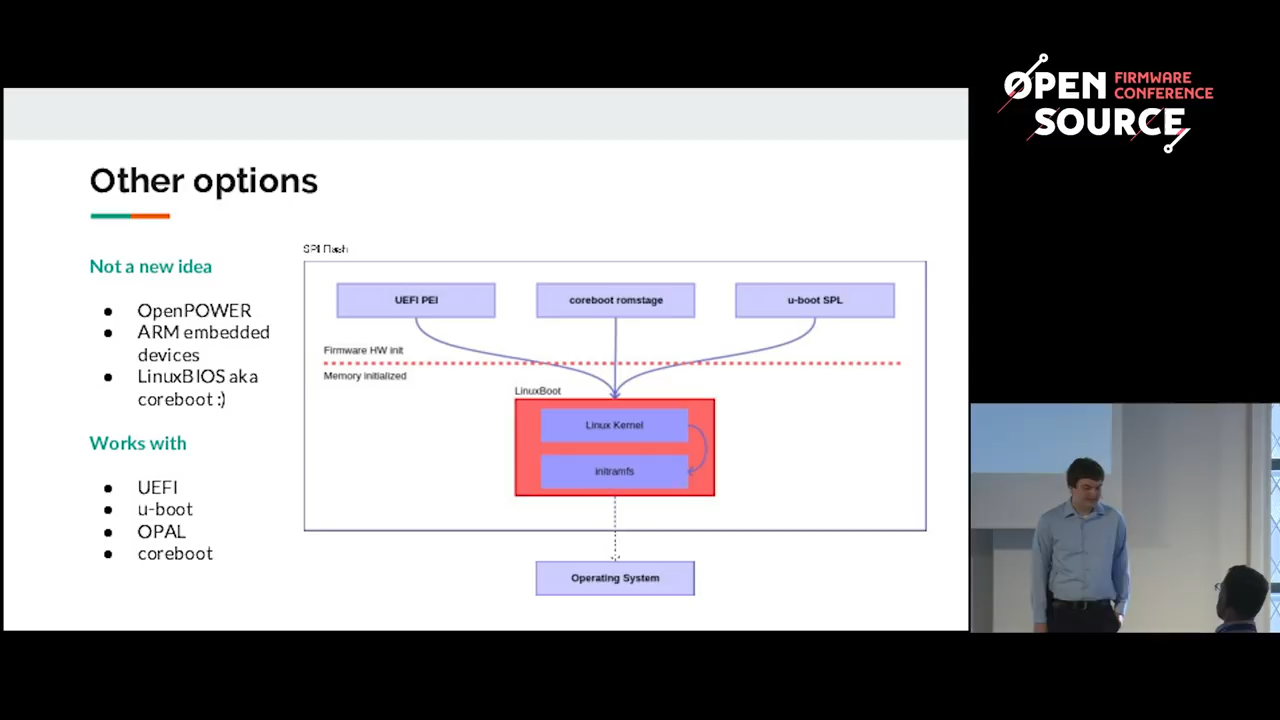 OPEN FIRMWARE
CONFERENCE
SOURCE
Other options
Not a new idea
● OpenPOWER
● ARM embedded
devices
● LinuxBIOS aka
coreboot :)
Works with
● UEFI
● u-boot
● OPAL
● coreboot
SPI Flash
UEFI PEI
coreboot romstage
u-boot SPL
Firmware HW init
Memory initialized
LinuxBoot
Linux Kernel
initramfs
Operating System